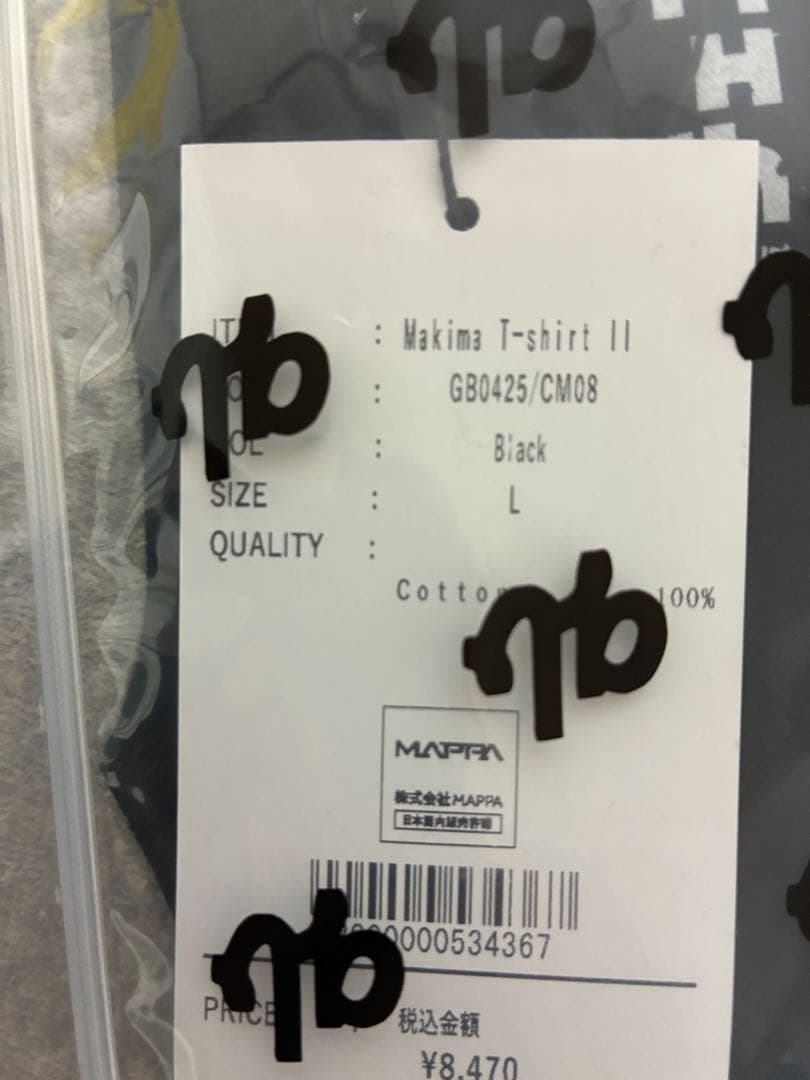 : Makima T-shirt II
: GB0425/CM08
: Black
SIZE : L
QUALITY :
100%
MAPPA
株式会社MAPPA
日本国内販売許諾
税込金額
¥8,470